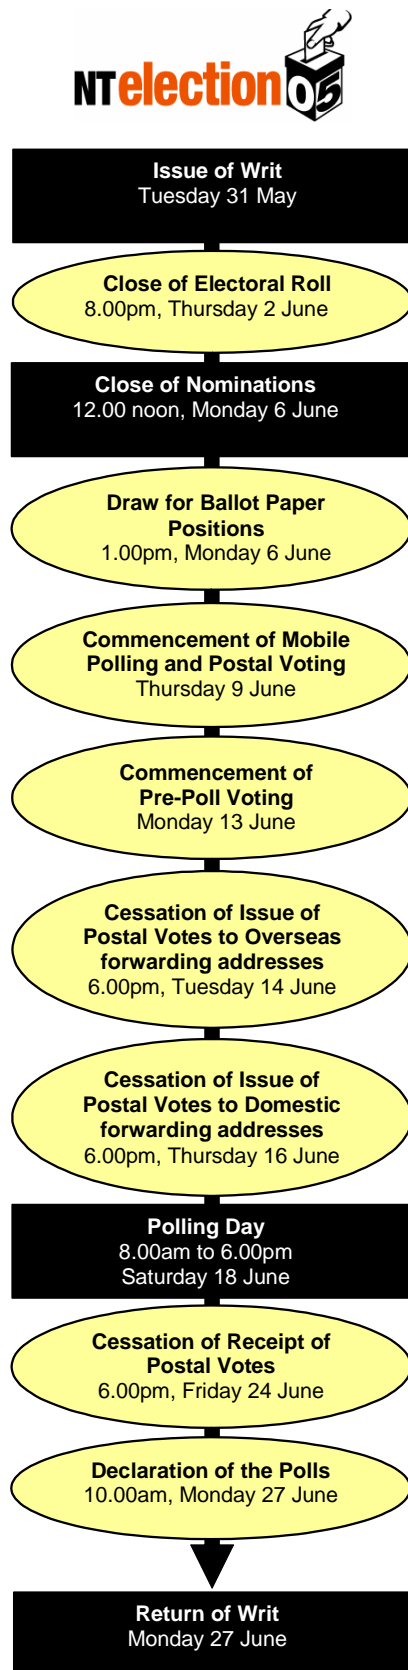 NT election 05
Issue of Writ
Tuesday 31 May
Close of Electoral Roll
8.00pm, Thursday 2 June
Close of Nominations
12.00 noon, Monday 6 June
Draw for Ballot Paper
Positions
1.00pm, Monday 6 June
Commencement of Mobile
Polling and Postal Voting
Thursday 9 June
Commencement of
Pre-Poll Voting
Monday 13 June
Cessation of Issue of
Postal Votes to Overseas
forwarding addresses
6.00pm, Tuesday 14 June
Cessation of Issue of
Postal Votes to Domestic
forwarding addresses
6.00pm, Thursday 16 June
Polling Day
8.00am to 6.00pm
Saturday 18 June
Cessation of Receipt of
Postal Votes
6.00pm, Friday 24 June
Declaration of the Polls
10.00am, Monday 27 June
Return of Writ
Monday 27 June